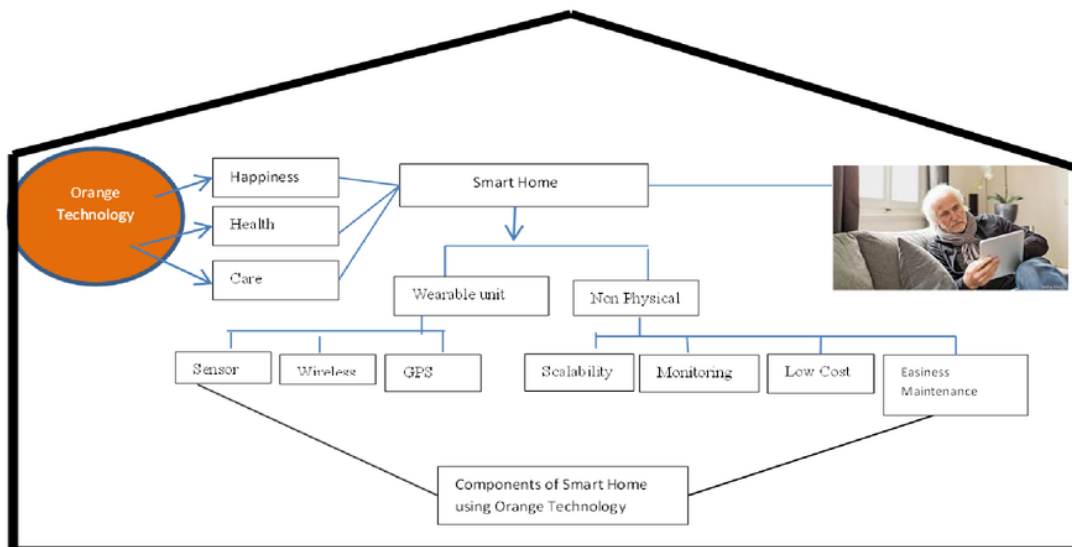 Orange
Technology
Happiness
Health
Care
Smart Home
Wearable unit
Non Physical
Sensor
Wireless
GPS
Scalability
Monitoring
Low Cost
Easiness
Maintenance
Components of Smart Home
using Orange Technology